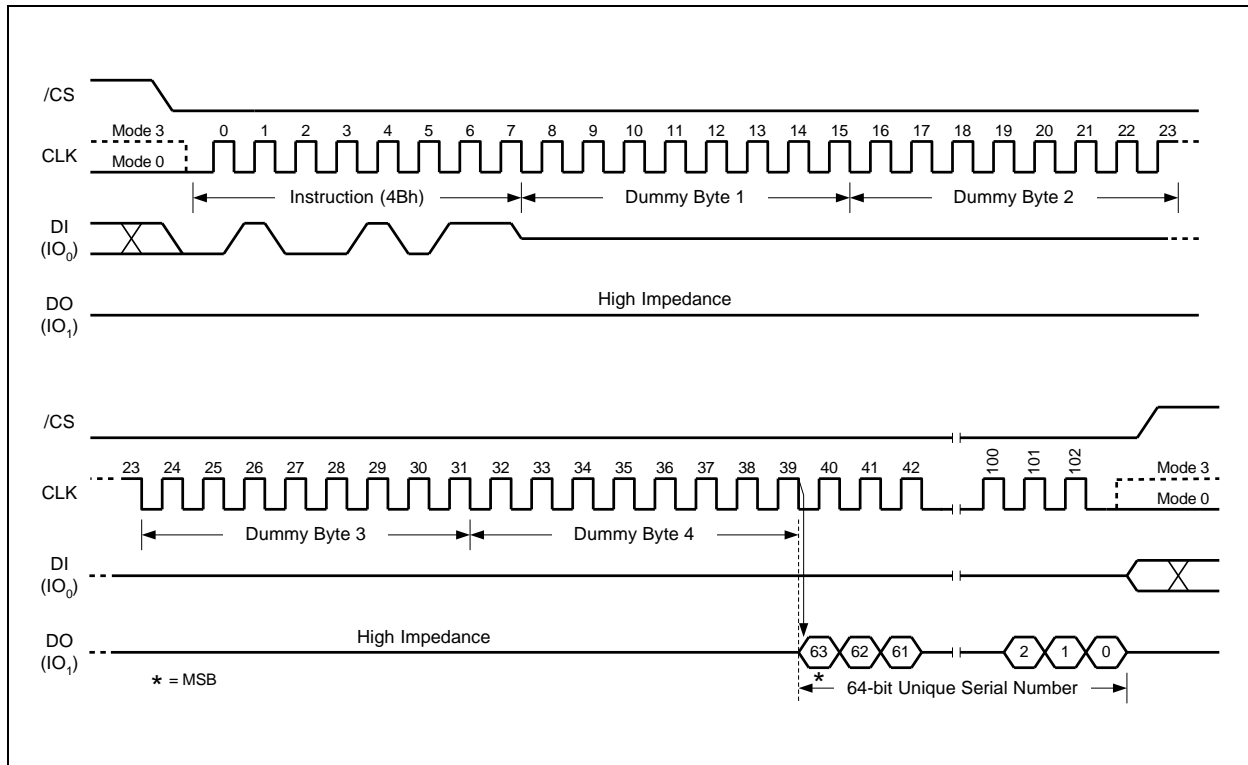 /CS
Mode 3
0 1 2 3 4 5 6 7 8 9 10 11 12 13 14 15 16 17 18 19 20 21 22 23
CLK
Mode 0
Instruction (4Bh)
Dummy Byte 1
Dummy Byte 2
DI
(IO0)
High Impedance
DO
(IO1)
/CS
23 24 25 26 27 28 29 30 31 32 33 34 35 36 37 38 39 40 41 42 100 101 102
Mode 3
CLK
Mode 0
Dummy Byte 3
Dummy Byte 4
DI
(IO0)
High Impedance
DO
(IO1)
63 62 61 2 1 0
* = MSB
*
64-bit Unique Serial Number